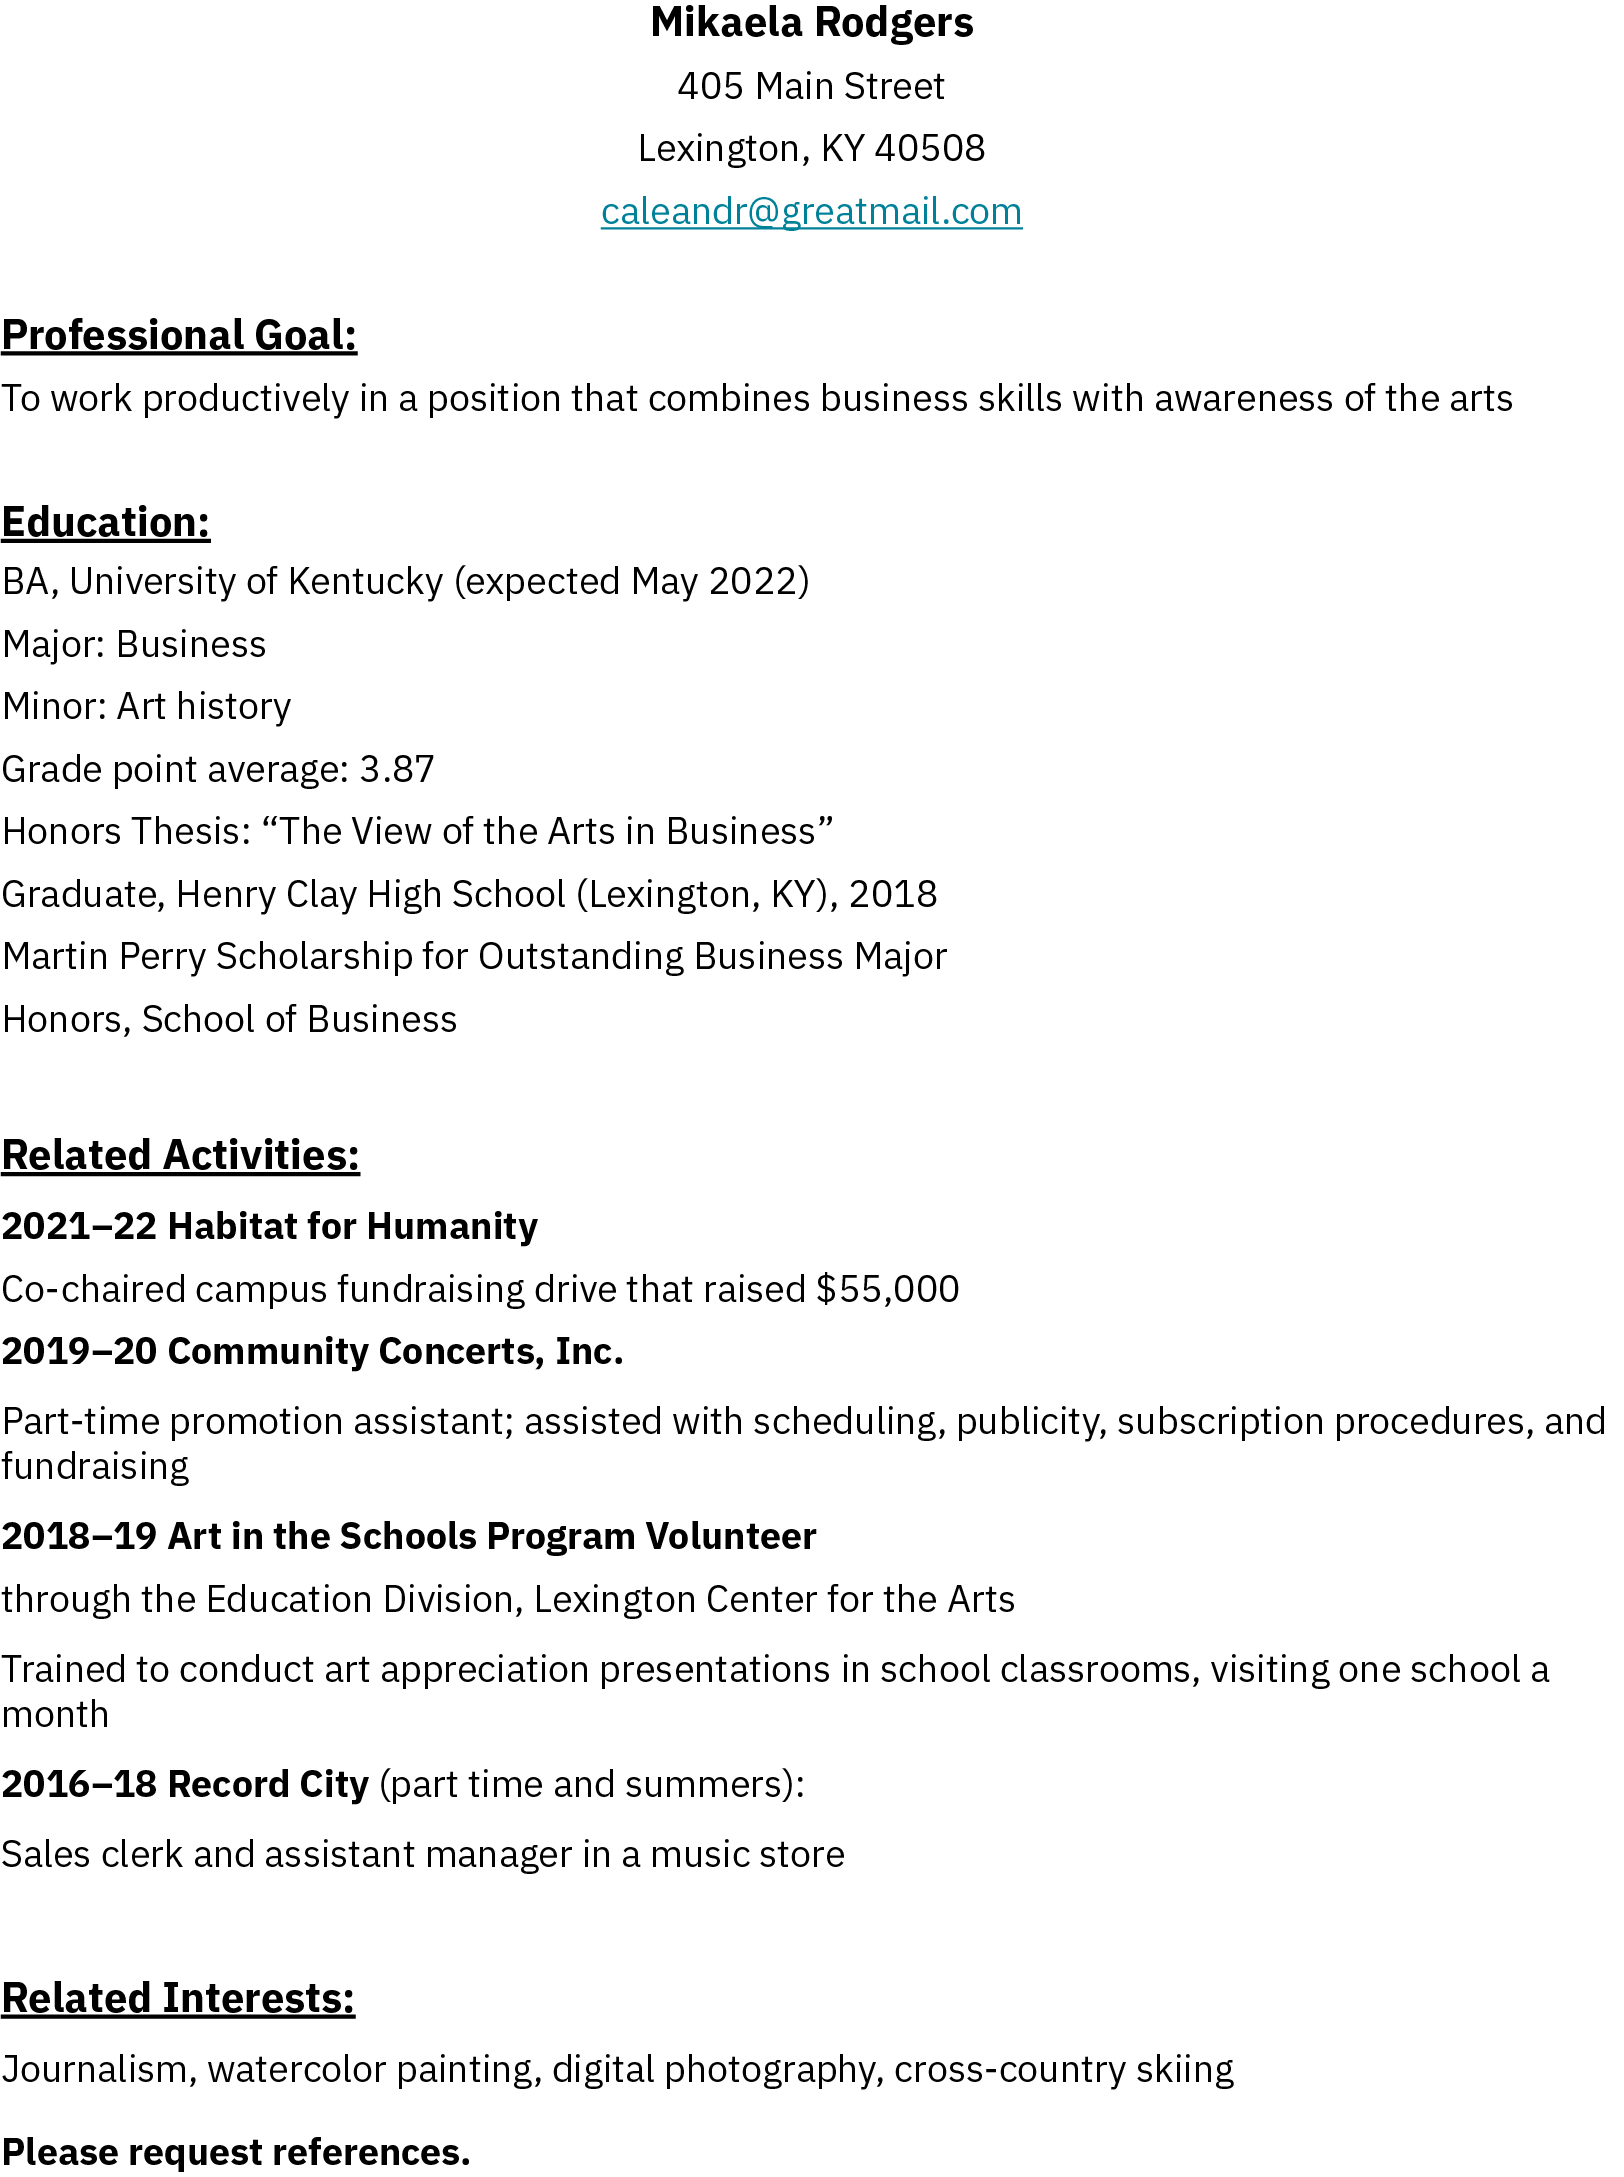 Mikaela Rodgers
405 Main Street
Lexington, KY 40508
caleandr@greatmail.com
Professional Goal:
To work productively in a position that combines business skills with awareness of the arts
Education:
BA, University of Kentucky (expected May 2022)
Major: Business
Minor: Art history
Grade point average: 3.87
Honors Thesis: “The View of the Arts in Business”
Graduate, Henry Clay High School (Lexington, KY), 2018
Martin Perry Scholarship for Outstanding Business Major
Honors, School of Business
Related Activities:
2021–22 Habitat for Humanity
Co-chaired campus fundraising drive that raised $55,000
2019–20 Community Concerts, Inc.
Part-time promotion assistant; assisted with scheduling, publicity, subscription procedures, and
fundraising
2018–19 Art in the Schools Program Volunteer
through the Education Division, Lexington Center for the Arts
Trained to conduct art appreciation presentations in school classrooms, visiting one school a
month
2016–18 Record City (part time and summers):
Sales clerk and assistant manager in a music store
Related Interests:
Journalism, watercolor painting, digital photography, cross-country skiing
Please request references.